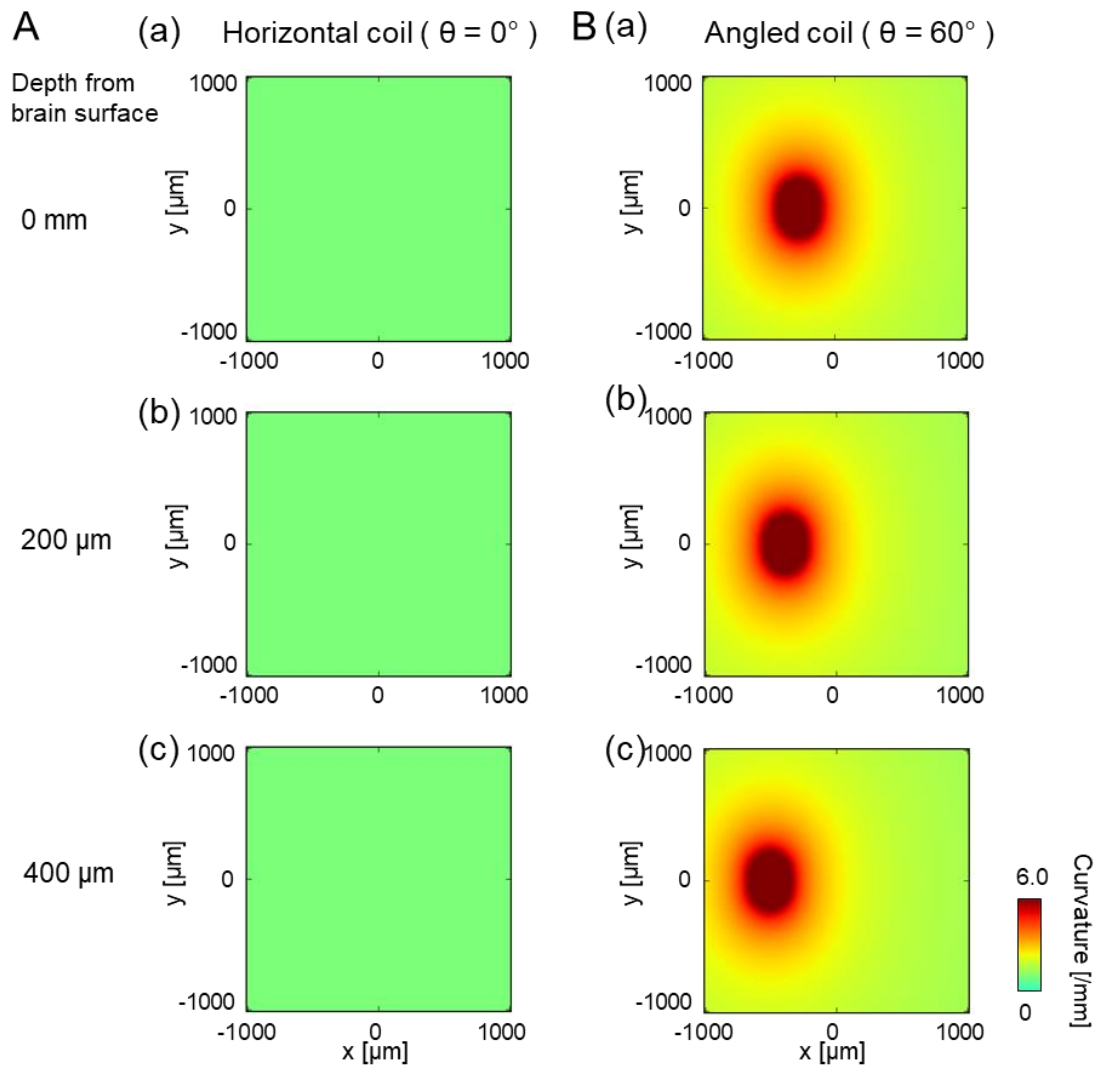 A
(a)
Horizontal coil ( θ = 0° )
B
(a)
Angled coil ( θ = 60° )
Depth from
brain surface
0 mm
1000
y [µm]
0
-1000
-1000
0
1000
1000
y [µm]
0
-1000
-1000
0
1000
(b)
200 µm
1000
y [µm]
0
-1000
-1000
0
1000
(b)
1000
y [µm]
0
-1000
-1000
0
1000
(c)
400 µm
1000
y [µm]
0
-1000
-1000
0
1000
x [µm]
(c)
1000
y [µm]
0
-1000
-1000
0
1000
x [µm]
6.0
0
Curvature [/mm]